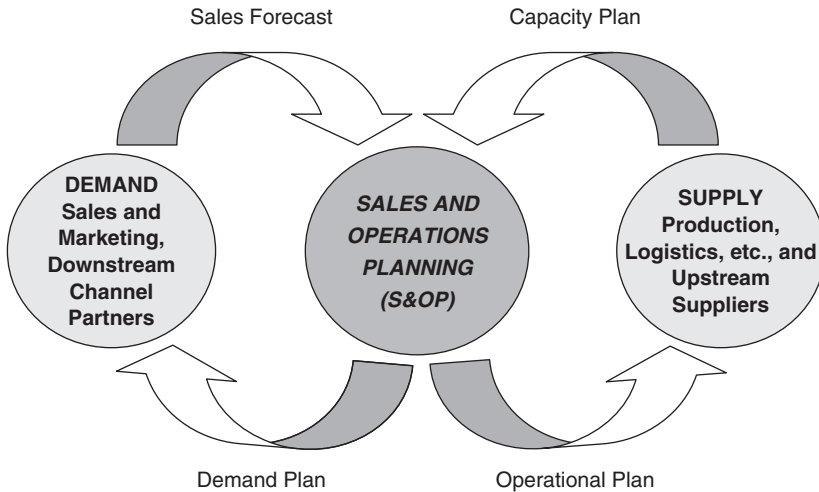 Sales Forecast
Capacity Plan
DEMAND
Sales and
Marketing,
Downstream
Channel
Partners
SALES AND
OPERATIONS
PLANNING
(S&OP)
SUPPLY
Production,
Logistics, etc., and
Upstream
Suppliers
Demand Plan
Operational Plan